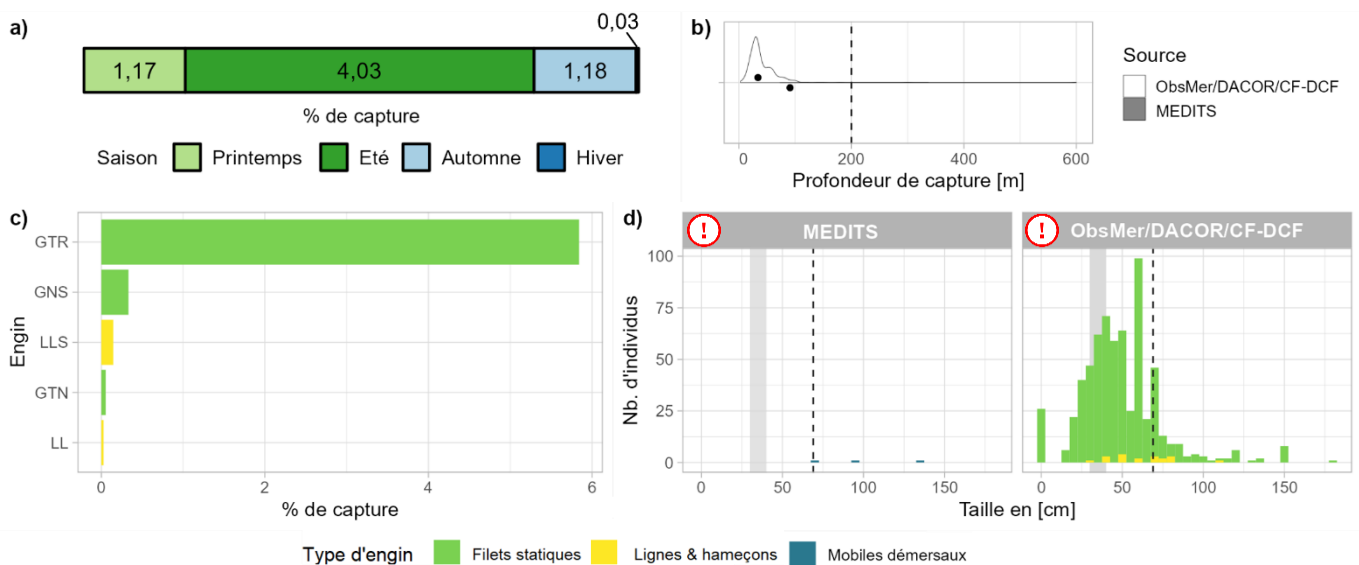 a)
0,03
1,17
4,03
1,18
% de capture
Saison
Printemps
Eté
Automne
Hiver
b)
0
200
400
600
Profondeur de capture [m]
Source
ObsMer/DACOR/CF-DCF
MEDITS
c)
Engin
GTR
GNS
LLS
GTN
LL
0
2
4
6
% de capture
d)
! MEDITS
! ObsMer/DACOR/CF-DCF
Nb. d'individus
100
75
50
25
0
0
50
100
150
0
50
100
150
Taille en [cm]
Type d'engin
Filets statiques
Lignes & hameçons
Mobiles démersaux